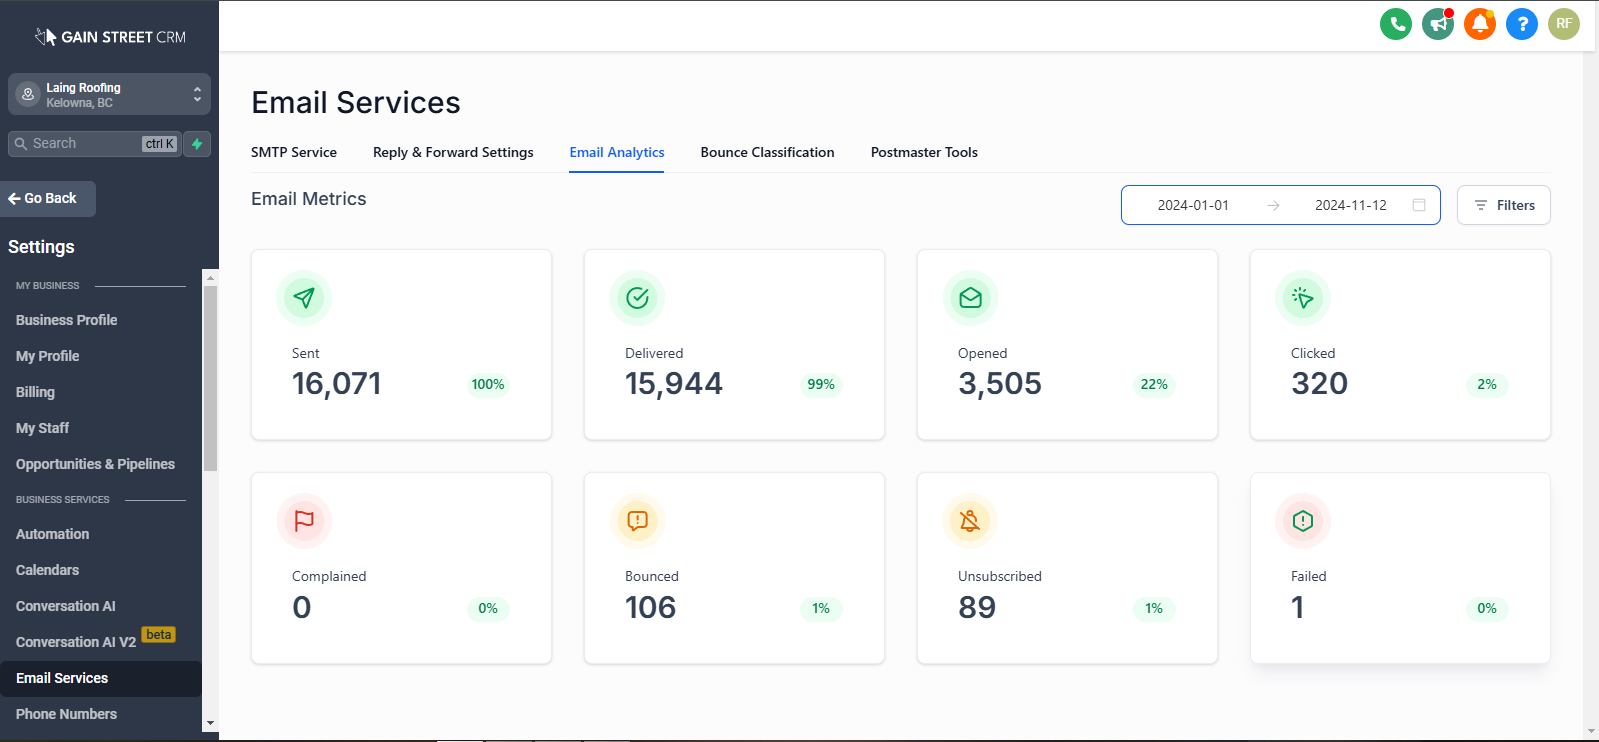 GAIN STREET CRM
RF
Laing Roofing
Kelowna, BC
Search ctrl K
Go Back
Settings
MY BUSINESS
Business Profile
My Profile
Billing
My Staff
Opportunities & Pipelines
BUSINESS SERVICES
Automation
Calendars
Conversation AI
Conversation AI V2 beta
Email Services
Phone Numbers
Email Services
SMTP Service Reply & Forward Settings Email Analytics Bounce Classification Postmaster Tools
Email Metrics
2024-01-01 → 2024-11-12
Filters
Sent
16,071 100%
Delivered
15,944 99%
Opened
3,505 22%
Clicked
320 2%
Complained
0 0%
Bounced
106 1%
Unsubscribed
89 1%
Failed
1 0%